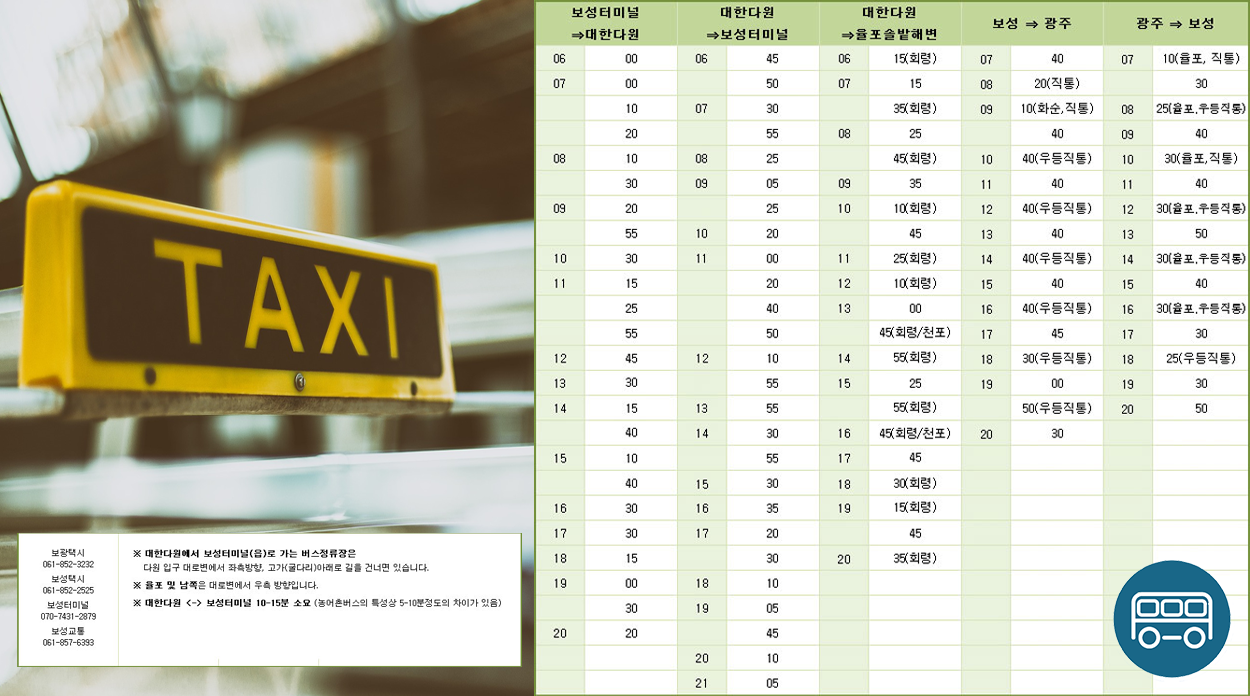 TAXI
보광택시
061-852-3232
보성택시
061-852-2525
보성터미널
070-7431-2879
보성교통
061-857-6393
※ 대한다원에서 보성터미널(읍)로 가는 버스정류장은
다원 입구 대로변에서 좌측방향, 고가(굴다리)아래로 길을 건너면 있습니다.
※ 율포 및 남쪽은 대로변에서 우측 방향입니다.
※ 대한다원 <-> 보성터미널 10-15분 소요 (농어촌버스의 특성상 5-10분정도의 차이가 있음)
보성터미널 대한다원 대한다원
⇒대한다원 ⇒보성터미널 ⇒율포솔밭해변 보성 ⇒ 광주 광주 ⇒ 보성
06 00 06 45 06 15(회령) 07 40 07 10(율포, 직통)
07 00 50 07 15 08 20(직통) 30
10 07 30 35(회령) 09 10(화순,직통) 08 25(율포,우등직통)
20 55 08 25 40 09 40
08 10 08 25 45(회령) 10 40(우등직통) 10 30(율포,직통)
30 09 05 09 35 11 40 11 40
09 20 25 10 10(회령) 12 40(우등직통) 12 30(율포,우등직통)
55 10 20 45 13 40 13 50
10 30 11 00 11 25(회령) 14 40(우등직통) 14 30(율포,우등직통)
11 15 20 12 10(회령) 15 40 15 40
25 40 13 00 16 40(우등직통) 16 30(율포,우등직통)
55 50 45(회령/천포) 17 45 17 30
12 45 12 10 14 55(회령) 18 30(우등직통) 18 25(우등직통)
13 30 55 15 25 19 00 19 30
14 15 13 55 55(회령) 50(우등직통) 20 50
40 14 30 16 45(회령/천포) 20 30
15 10 55 17 45
40 15 30 18 30(회령)
16 30 16 35 19 15(회령)
17 30 17 20 45
18 15 30 20 35(회령)
19 00 18 10
30 19 05
20 20 45
20 10
21 05